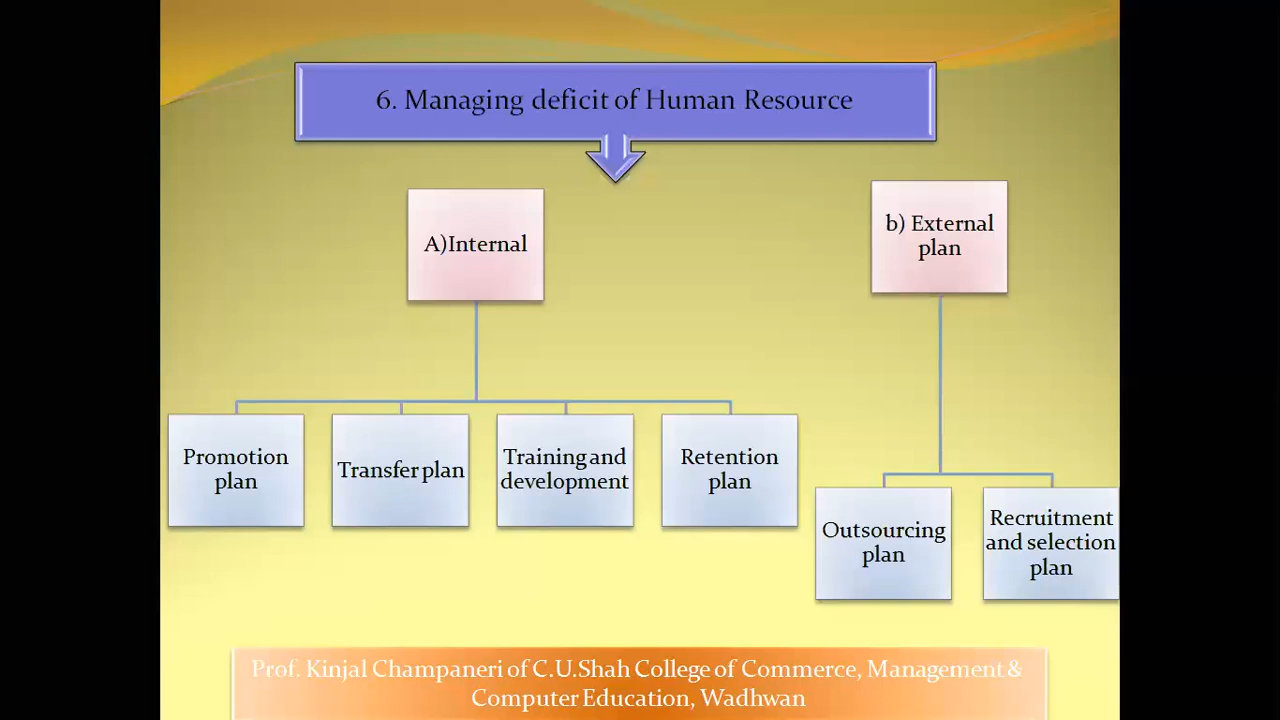 6. Managing deficit of Human Resource
A)Internal
b) External
plan
Promotion
plan
Transfer plan
Training and
development
Retention
plan
Outsourcing
plan
Recruitment
and selection
plan
Prof. Kinjal Champaneri of C.U.Shah College of Commerce, Management &
Computer Education, Wadhwan